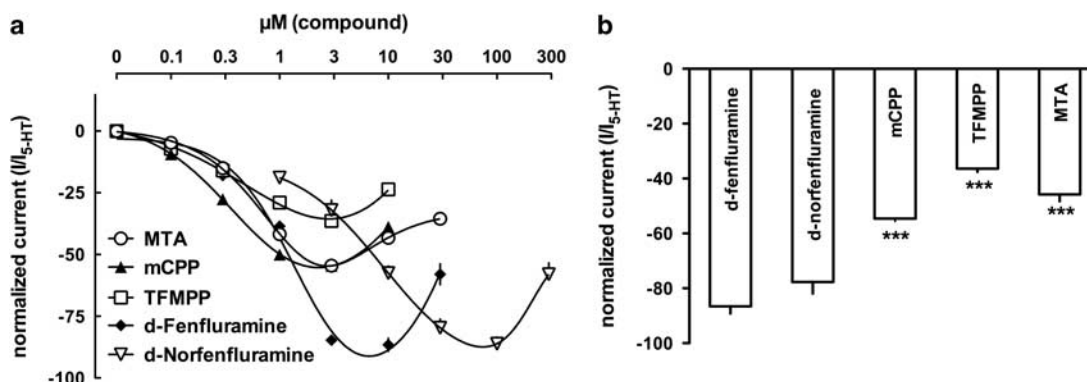 a
µM (compound)
0 0.1 0.3 1 3 10 30 100 300
normalized current (I/I5-HT)
0
-25
-50
-75
-100
MTA
mCPP
TFMPP
d-Fenfluramine
d-Norfenfluramine
b
normalized current (I/I5-HT)
0
-20
-40
-60
-80
-100
d-fenfluramine
d-norfenfluramine
mCPP
TFMPP
MTA
***
***
***